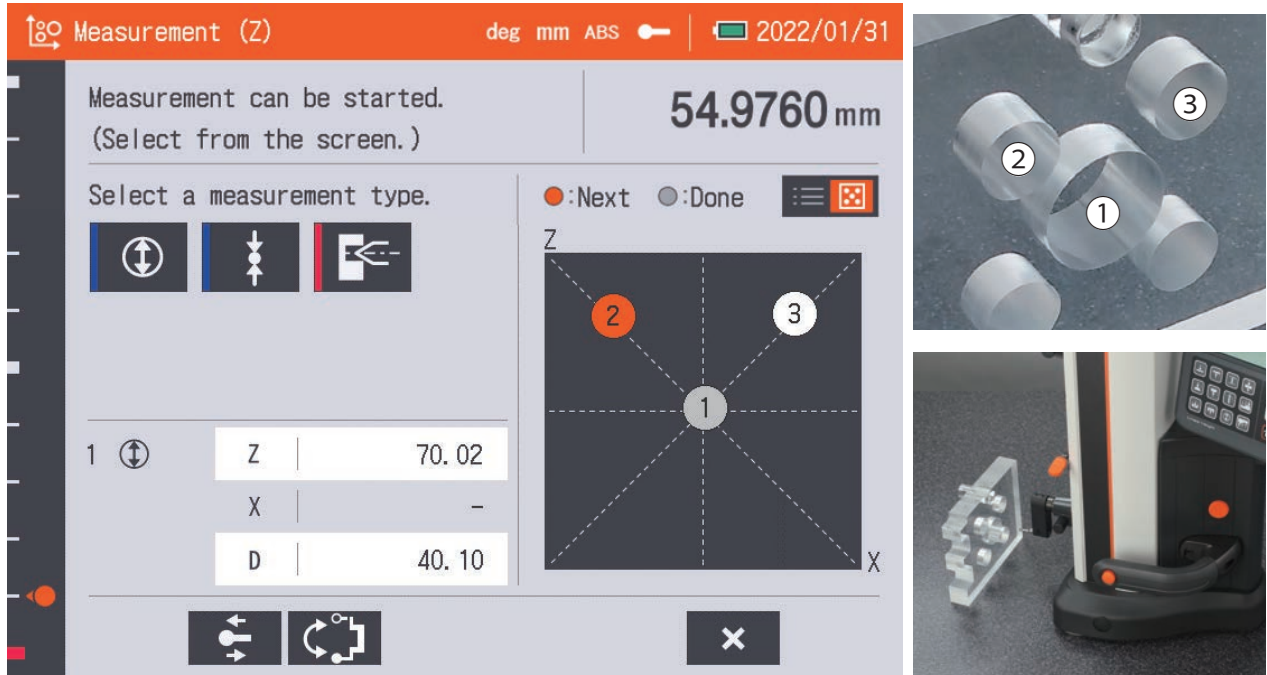 Measurement (Z)
deg mm ABS
2022/01/31
Measurement can be started.
(Select from the screen.)
54.9760 mm
Select a measurement type.
:Next
:Done
Z
2
3
1
X
1
Z
70.02
X
–
D
40.10
3
2
1